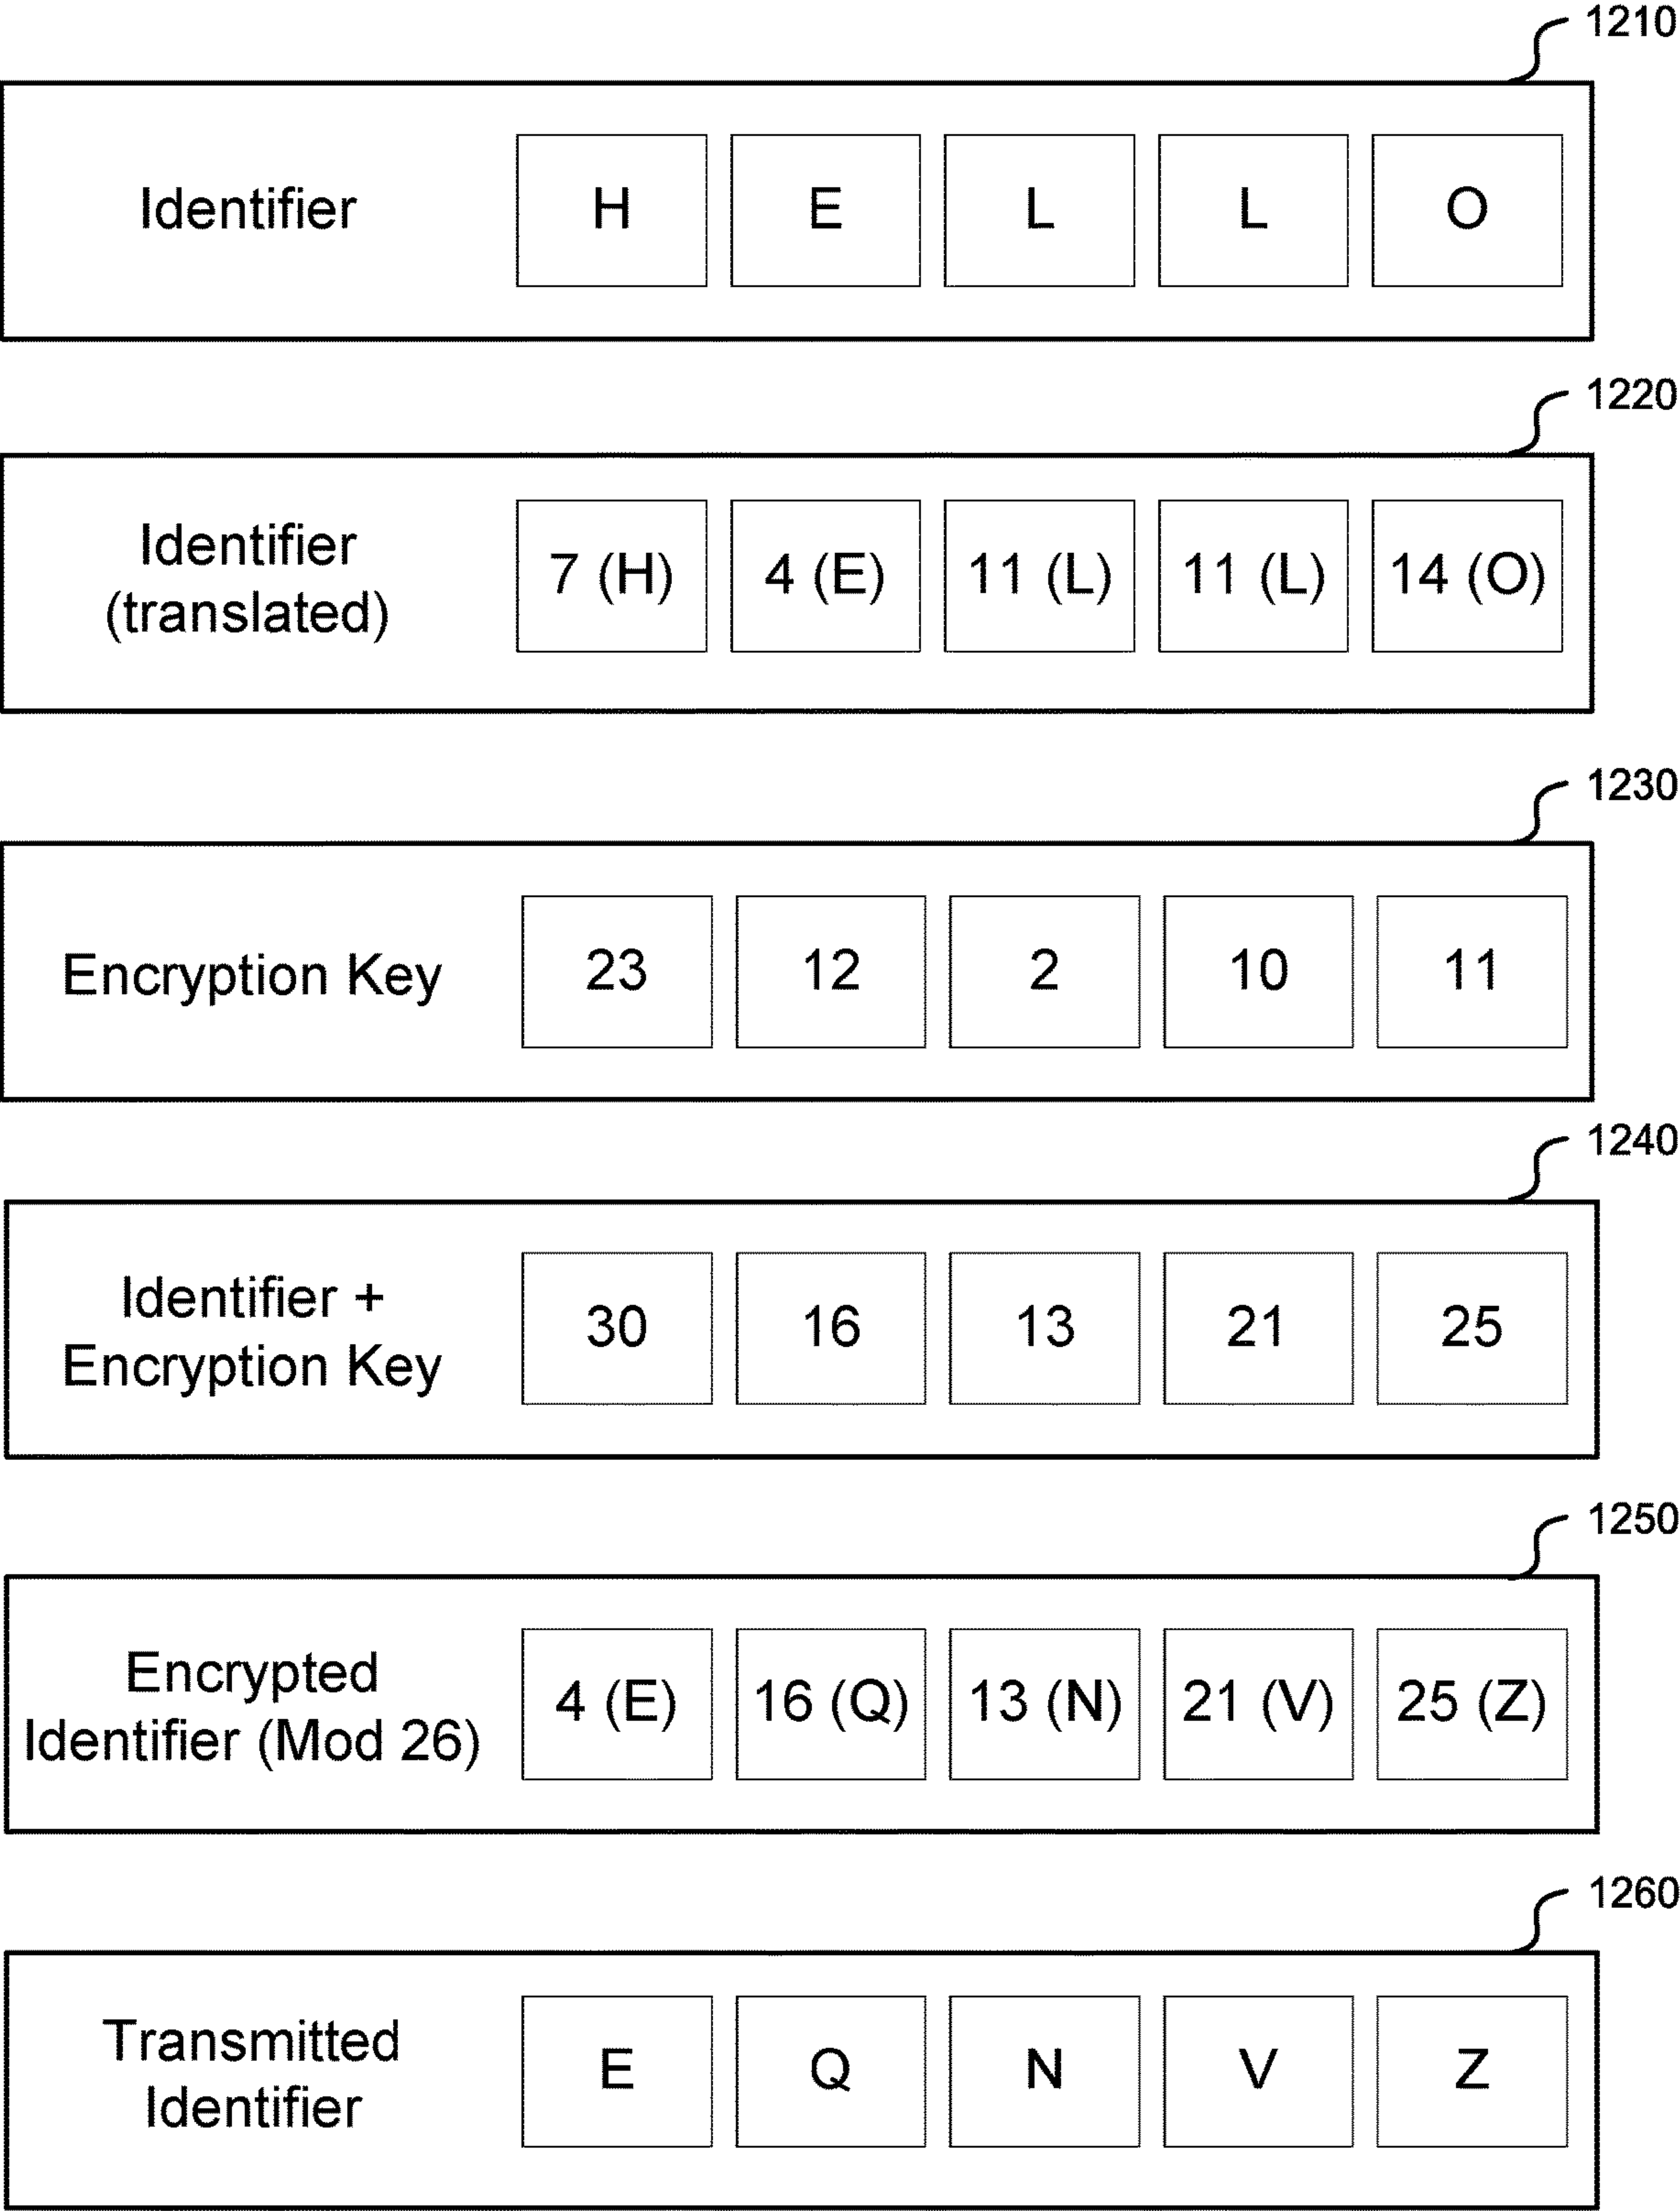 1210
Identifier H E L L O
1220
Identifier
(translated) 7 (H) 4 (E) 11 (L) 11 (L) 14 (O)
1230
Encryption Key 23 12 2 10 11
1240
Identifier +
Encryption Key 30 16 13 21 25
1250
Encrypted
Identifier (Mod 26) 4 (E) 16 (Q) 13 (N) 21 (V) 25 (Z)
1260
Transmitted
Identifier E Q N V Z